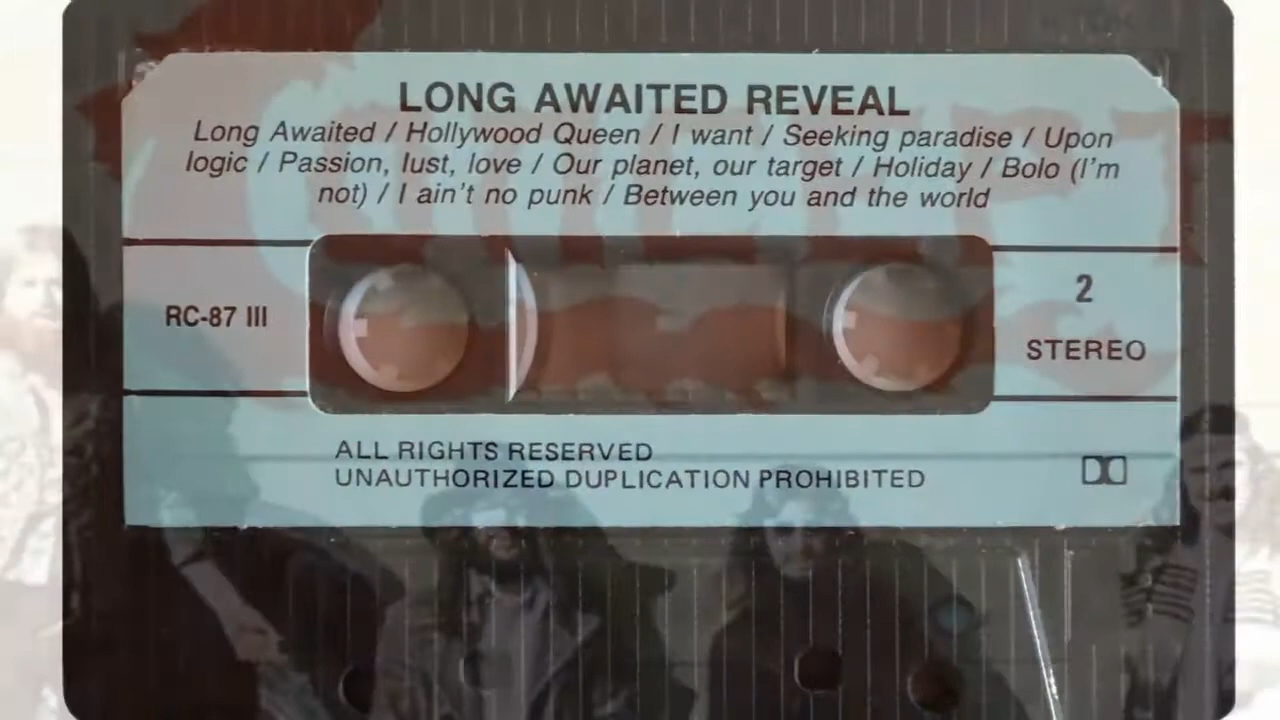 LONG AWAITED REVEAL
Long Awaited / Hollywood Queen / I want / Seeking paradise / Upon
logic / Passion, lust, love / Our planet, our target / Holiday / Bolo (I'm
not) / I ain't no punk / Between you and the world
RC-87 III
2
STEREO
ALL RIGHTS RESERVED
UNAUTHORIZED DUPLICATION PROHIBITED